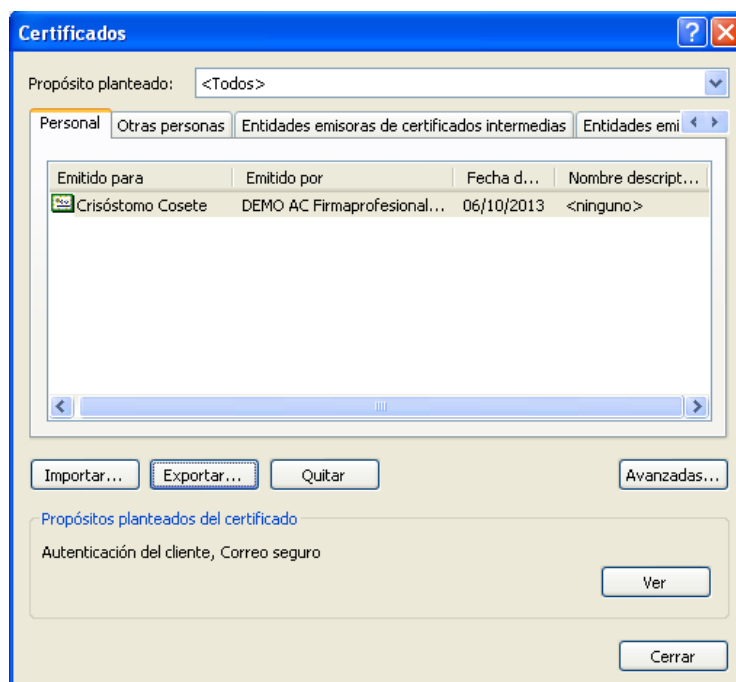 Certificados
Propósito planteado: <Todos>
Personal Otras personas Entidades emisoras de certificados intermedias Entidades emi
Emitido para Emitido por Fecha d... Nombre descript...
Crisóstomo Cosete DEMO AC Firmaprofesional... 06/10/2013 <ninguno>
Importar... Exportar... Quitar Avanzadas...
Propósitos planteados del certificado
Autenticación del cliente, Correo seguro
Ver
Cerrar